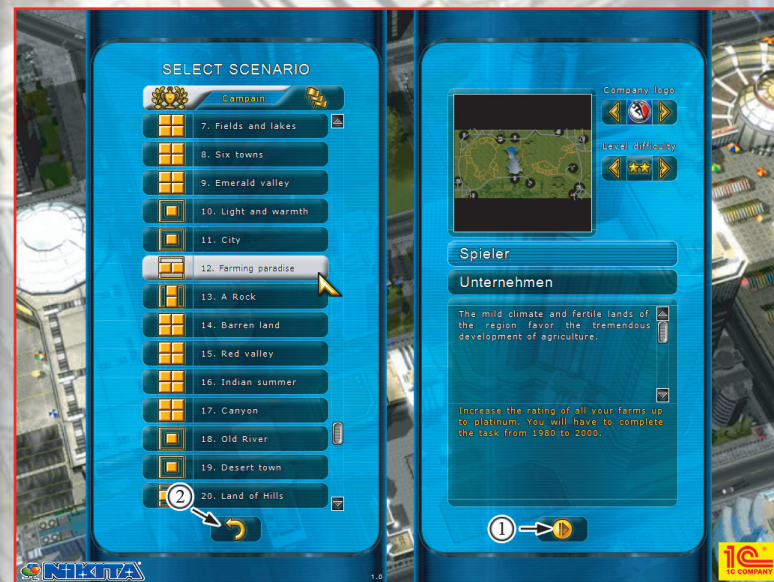 SELECT SCENARIO
Campain
7. Fields and lakes
8. Six towns
9. Emerald valley
10. Light and warmth
11. City
12. Farming paradise
13. A Rock
14. Barren land
15. Red valley
16. Indian summer
17. Canyon
18. Old River
19. Desert town
20. Land of Hills
2
NIKITA
1.0
Company logo
Level difficulty
Spieler
Unternehmen
The mild climate and fertile lands of
the region favor the tremendous
development of agriculture.
Increase the rating of all your farms up
to platinum. You will have to complete
the task from 1980 to 2000.
1
1C
1C COMPANY